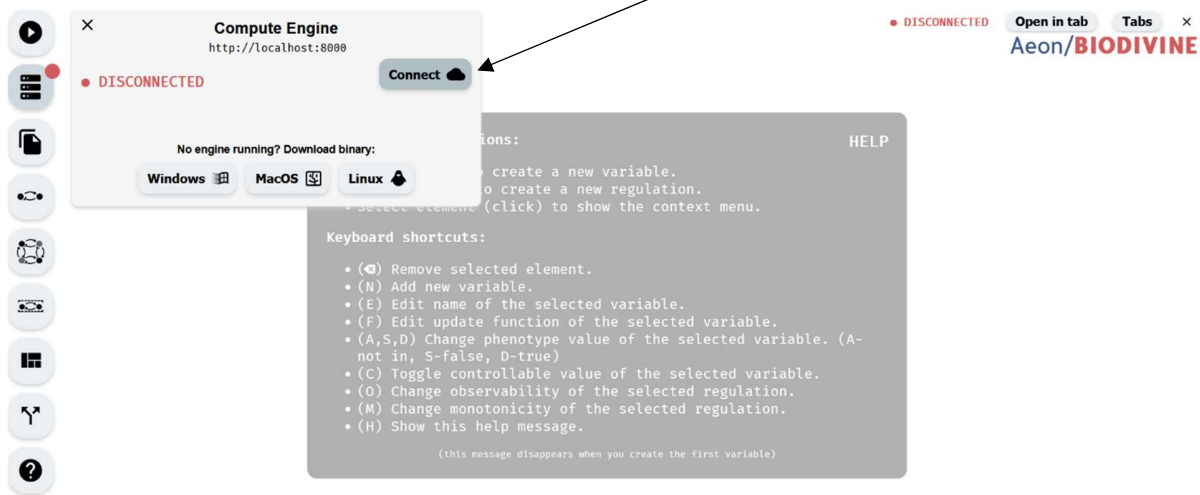 ×
Compute Engine
http://localhost:8000
● DISCONNECTED
Connect
No engine running? Download binary:
Windows
MacOS
Linux
● DISCONNECTED
Open in tab
Tabs
×
Aeon/BIODIVINE
ions:
HELP
create a new variable.
to create a new regulation.
• Select element (click) to show the context menu.
Keyboard shortcuts:
• (⌫) Remove selected element.
• (N) Add new variable.
• (E) Edit name of the selected variable.
• (F) Edit update function of the selected variable.
• (A,S,D) Change phenotype value of the selected variable. (A-
not in, S-false, D-true)
• (C) Toggle controllable value of the selected variable.
• (O) Change observability of the selected regulation.
• (M) Change monotonicity of the selected regulation.
• (H) Show this help message.
(this message disappears when you create the first variable)